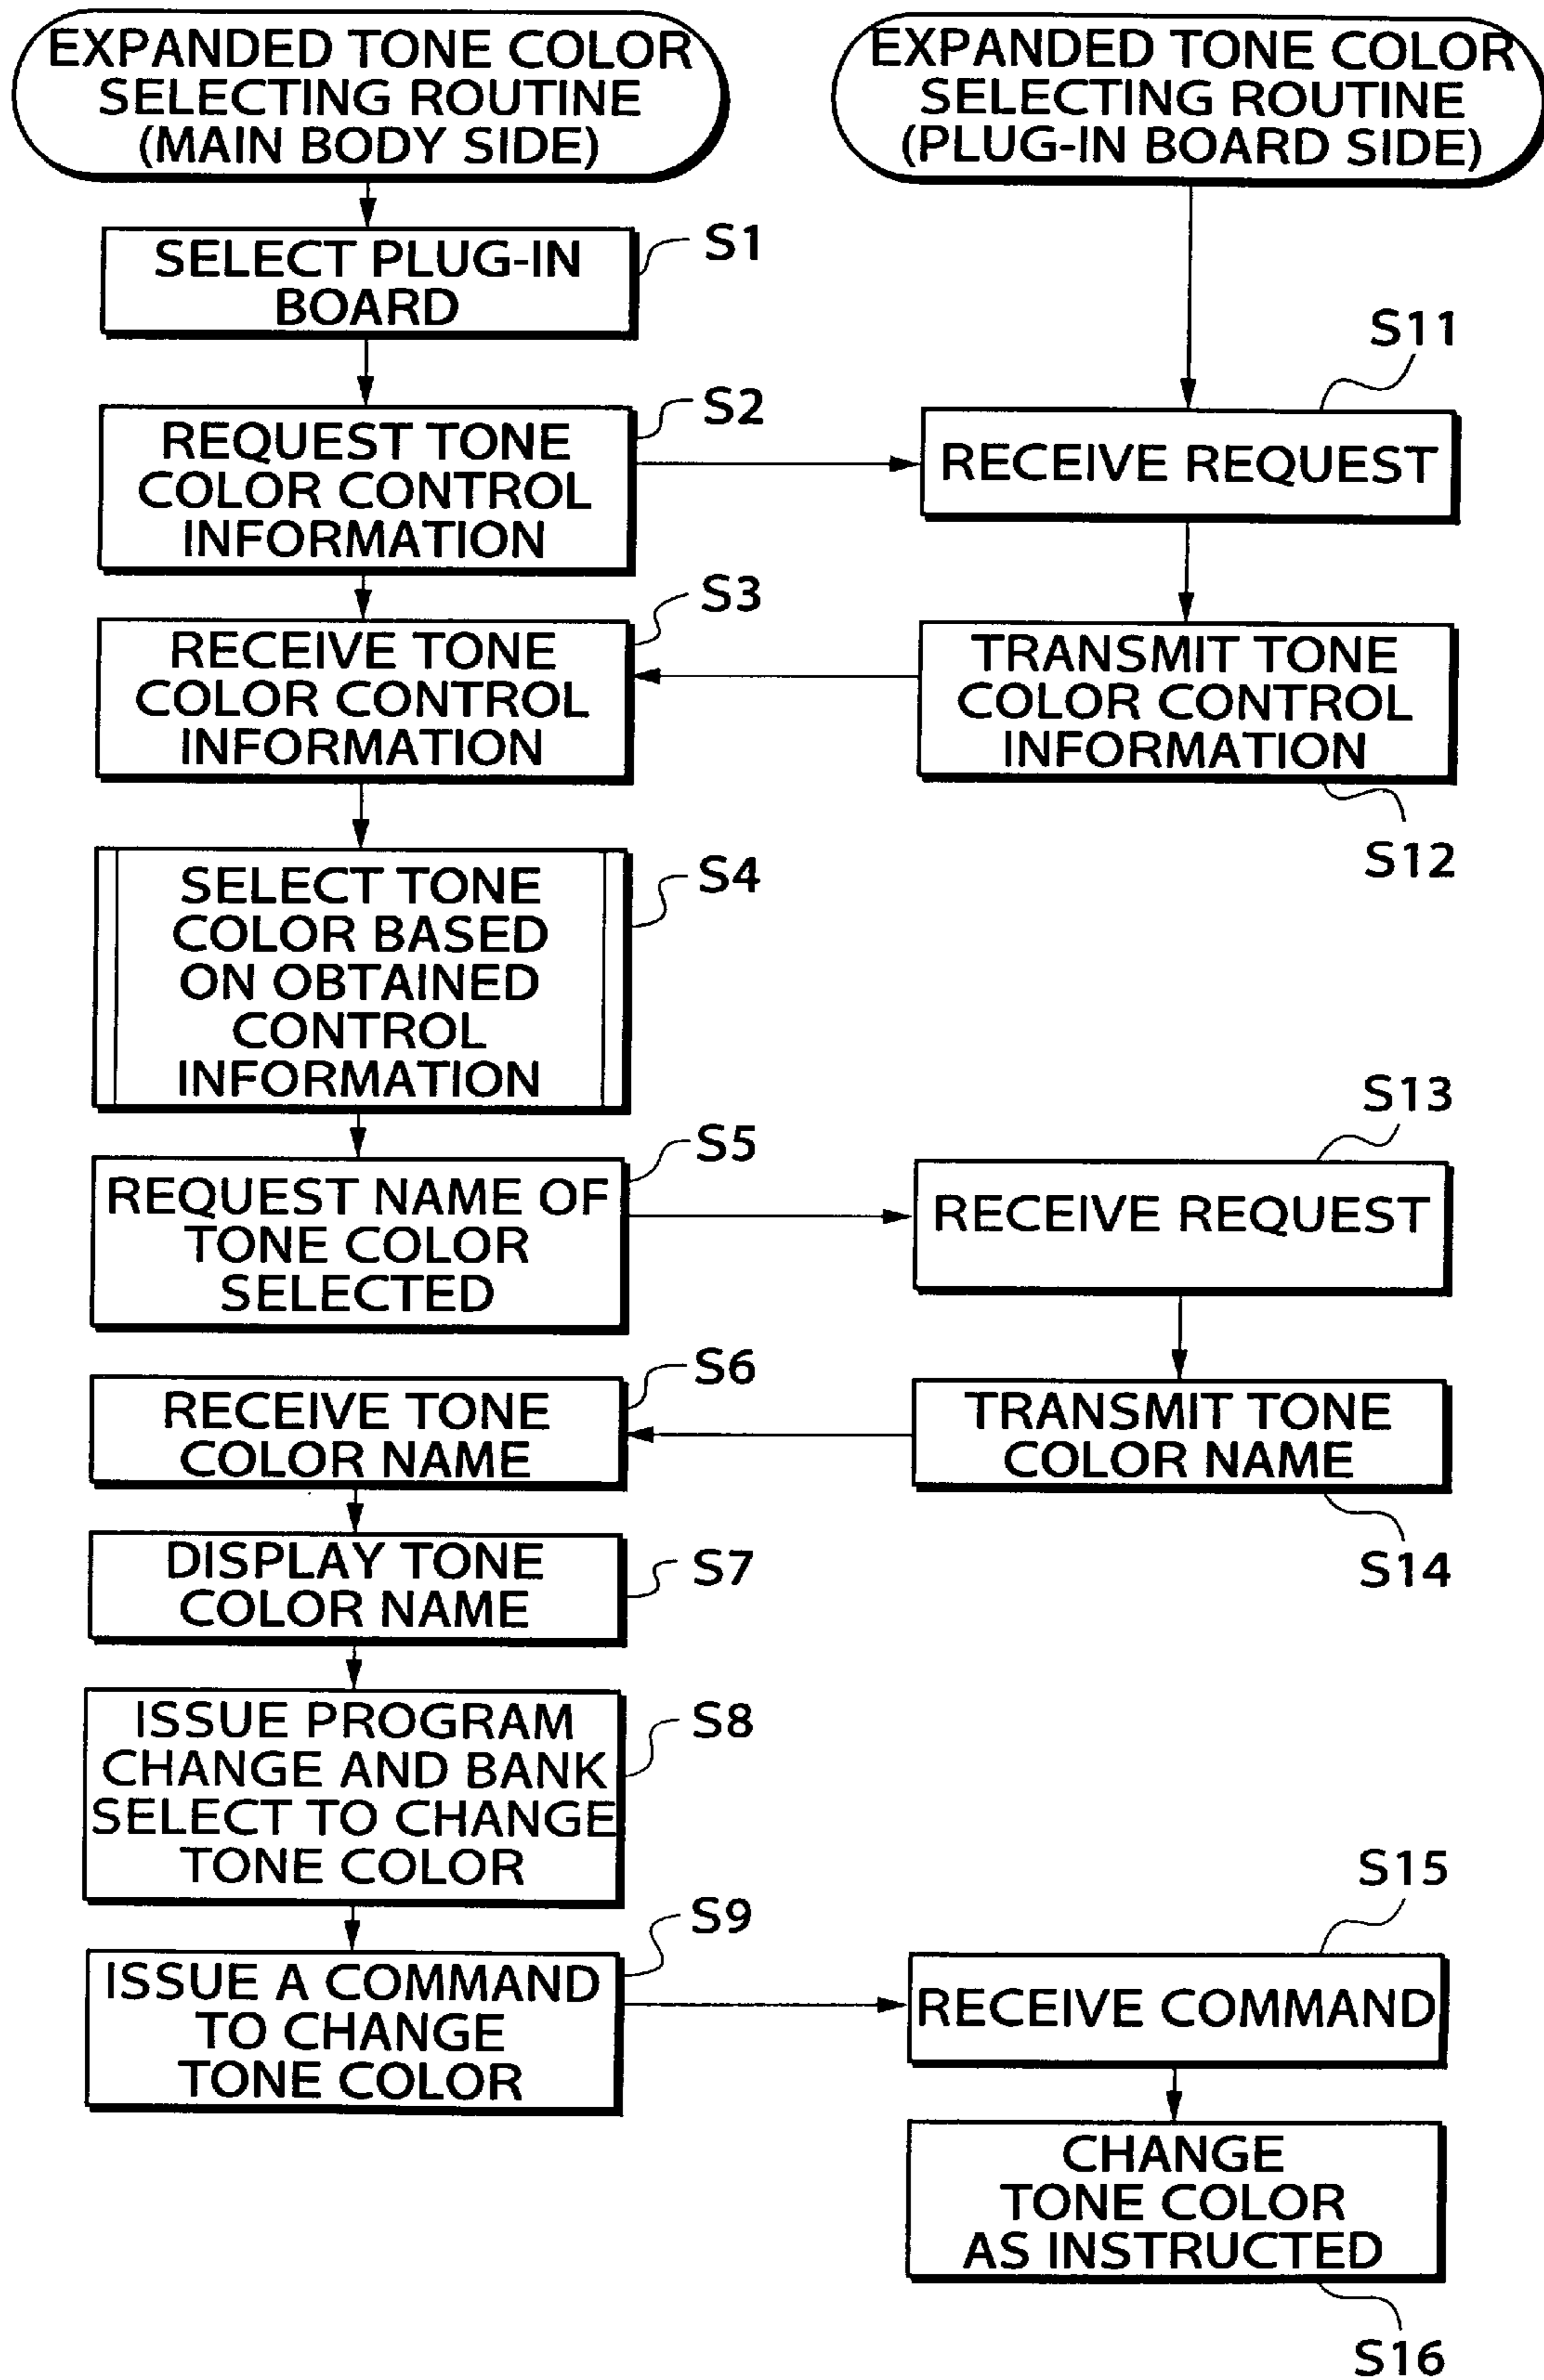 EXPANDED TONE COLOR
SELECTING ROUTINE
(MAIN BODY SIDE)
EXPANDED TONE COLOR
SELECTING ROUTINE
(PLUG-IN BOARD SIDE)
SELECT PLUG-IN
BOARD
S1
S11
REQUEST TONE
COLOR CONTROL
INFORMATION
S2
RECEIVE REQUEST
RECEIVE TONE
COLOR CONTROL
INFORMATION
S3
TRANSMIT TONE
COLOR CONTROL
INFORMATION
S12
SELECT TONE
COLOR BASED
ON OBTAINED
CONTROL
INFORMATION
S4
S13
REQUEST NAME OF
TONE COLOR
SELECTED
S5
RECEIVE REQUEST
RECEIVE TONE
COLOR NAME
S6
TRANSMIT TONE
COLOR NAME
S14
DISPLAY TONE
COLOR NAME
S7
ISSUE PROGRAM
CHANGE AND BANK
SELECT TO CHANGE
TONE COLOR
S8
S15
ISSUE A COMMAND
TO CHANGE
TONE COLOR
S9
RECEIVE COMMAND
CHANGE
TONE COLOR
AS INSTRUCTED
S16